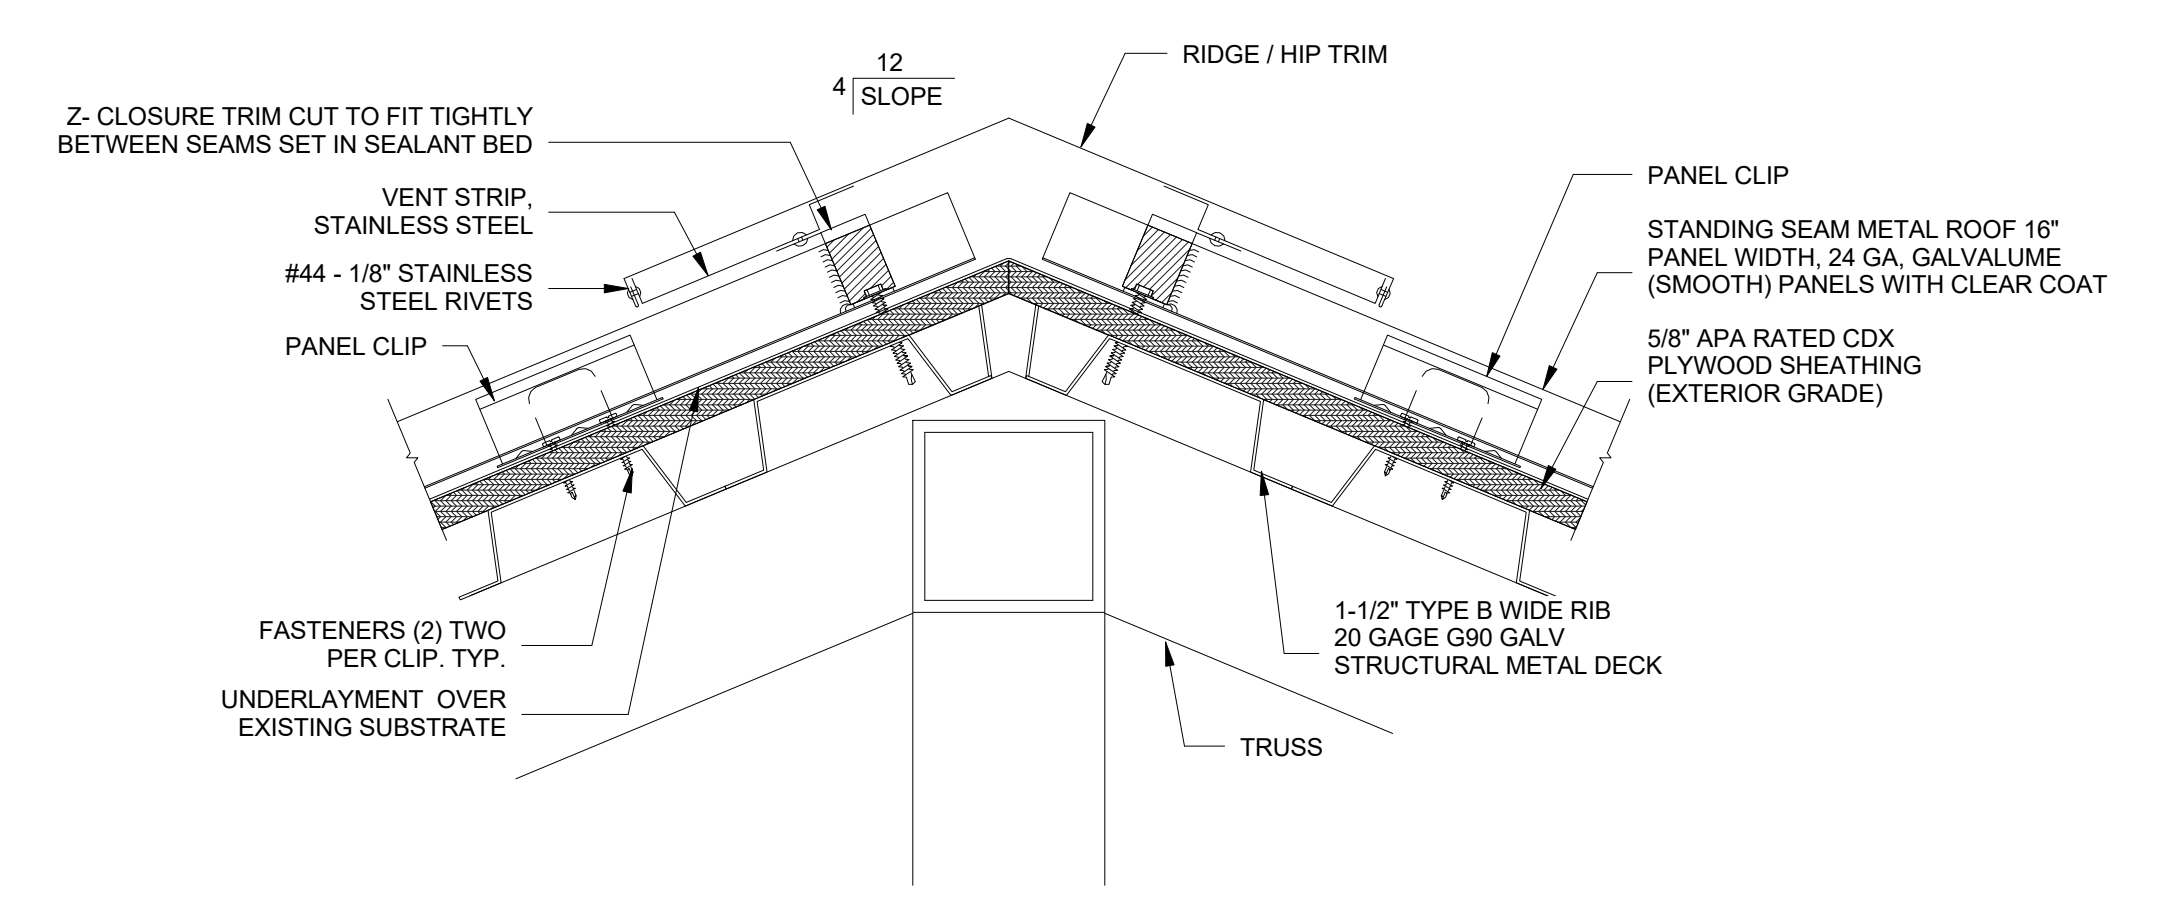 12
4
SLOPE
RIDGE / HIP TRIM
Z- CLOSURE TRIM CUT TO FIT TIGHTLY
BETWEEN SEAMS SET IN SEALANT BED
VENT STRIP,
STAINLESS STEEL
#44 - 1/8" STAINLESS
STEEL RIVETS
PANEL CLIP
PANEL CLIP
STANDING SEAM METAL ROOF 16"
PANEL WIDTH, 24 GA, GALVALUME
(SMOOTH) PANELS WITH CLEAR COAT
5/8" APA RATED CDX
PLYWOOD SHEATHING
(EXTERIOR GRADE)
FASTENERS (2) TWO
PER CLIP. TYP.
UNDERLAYMENT OVER
EXISTING SUBSTRATE
1-1/2" TYPE B WIDE RIB
20 GAGE G90 GALV
STRUCTURAL METAL DECK
TRUSS